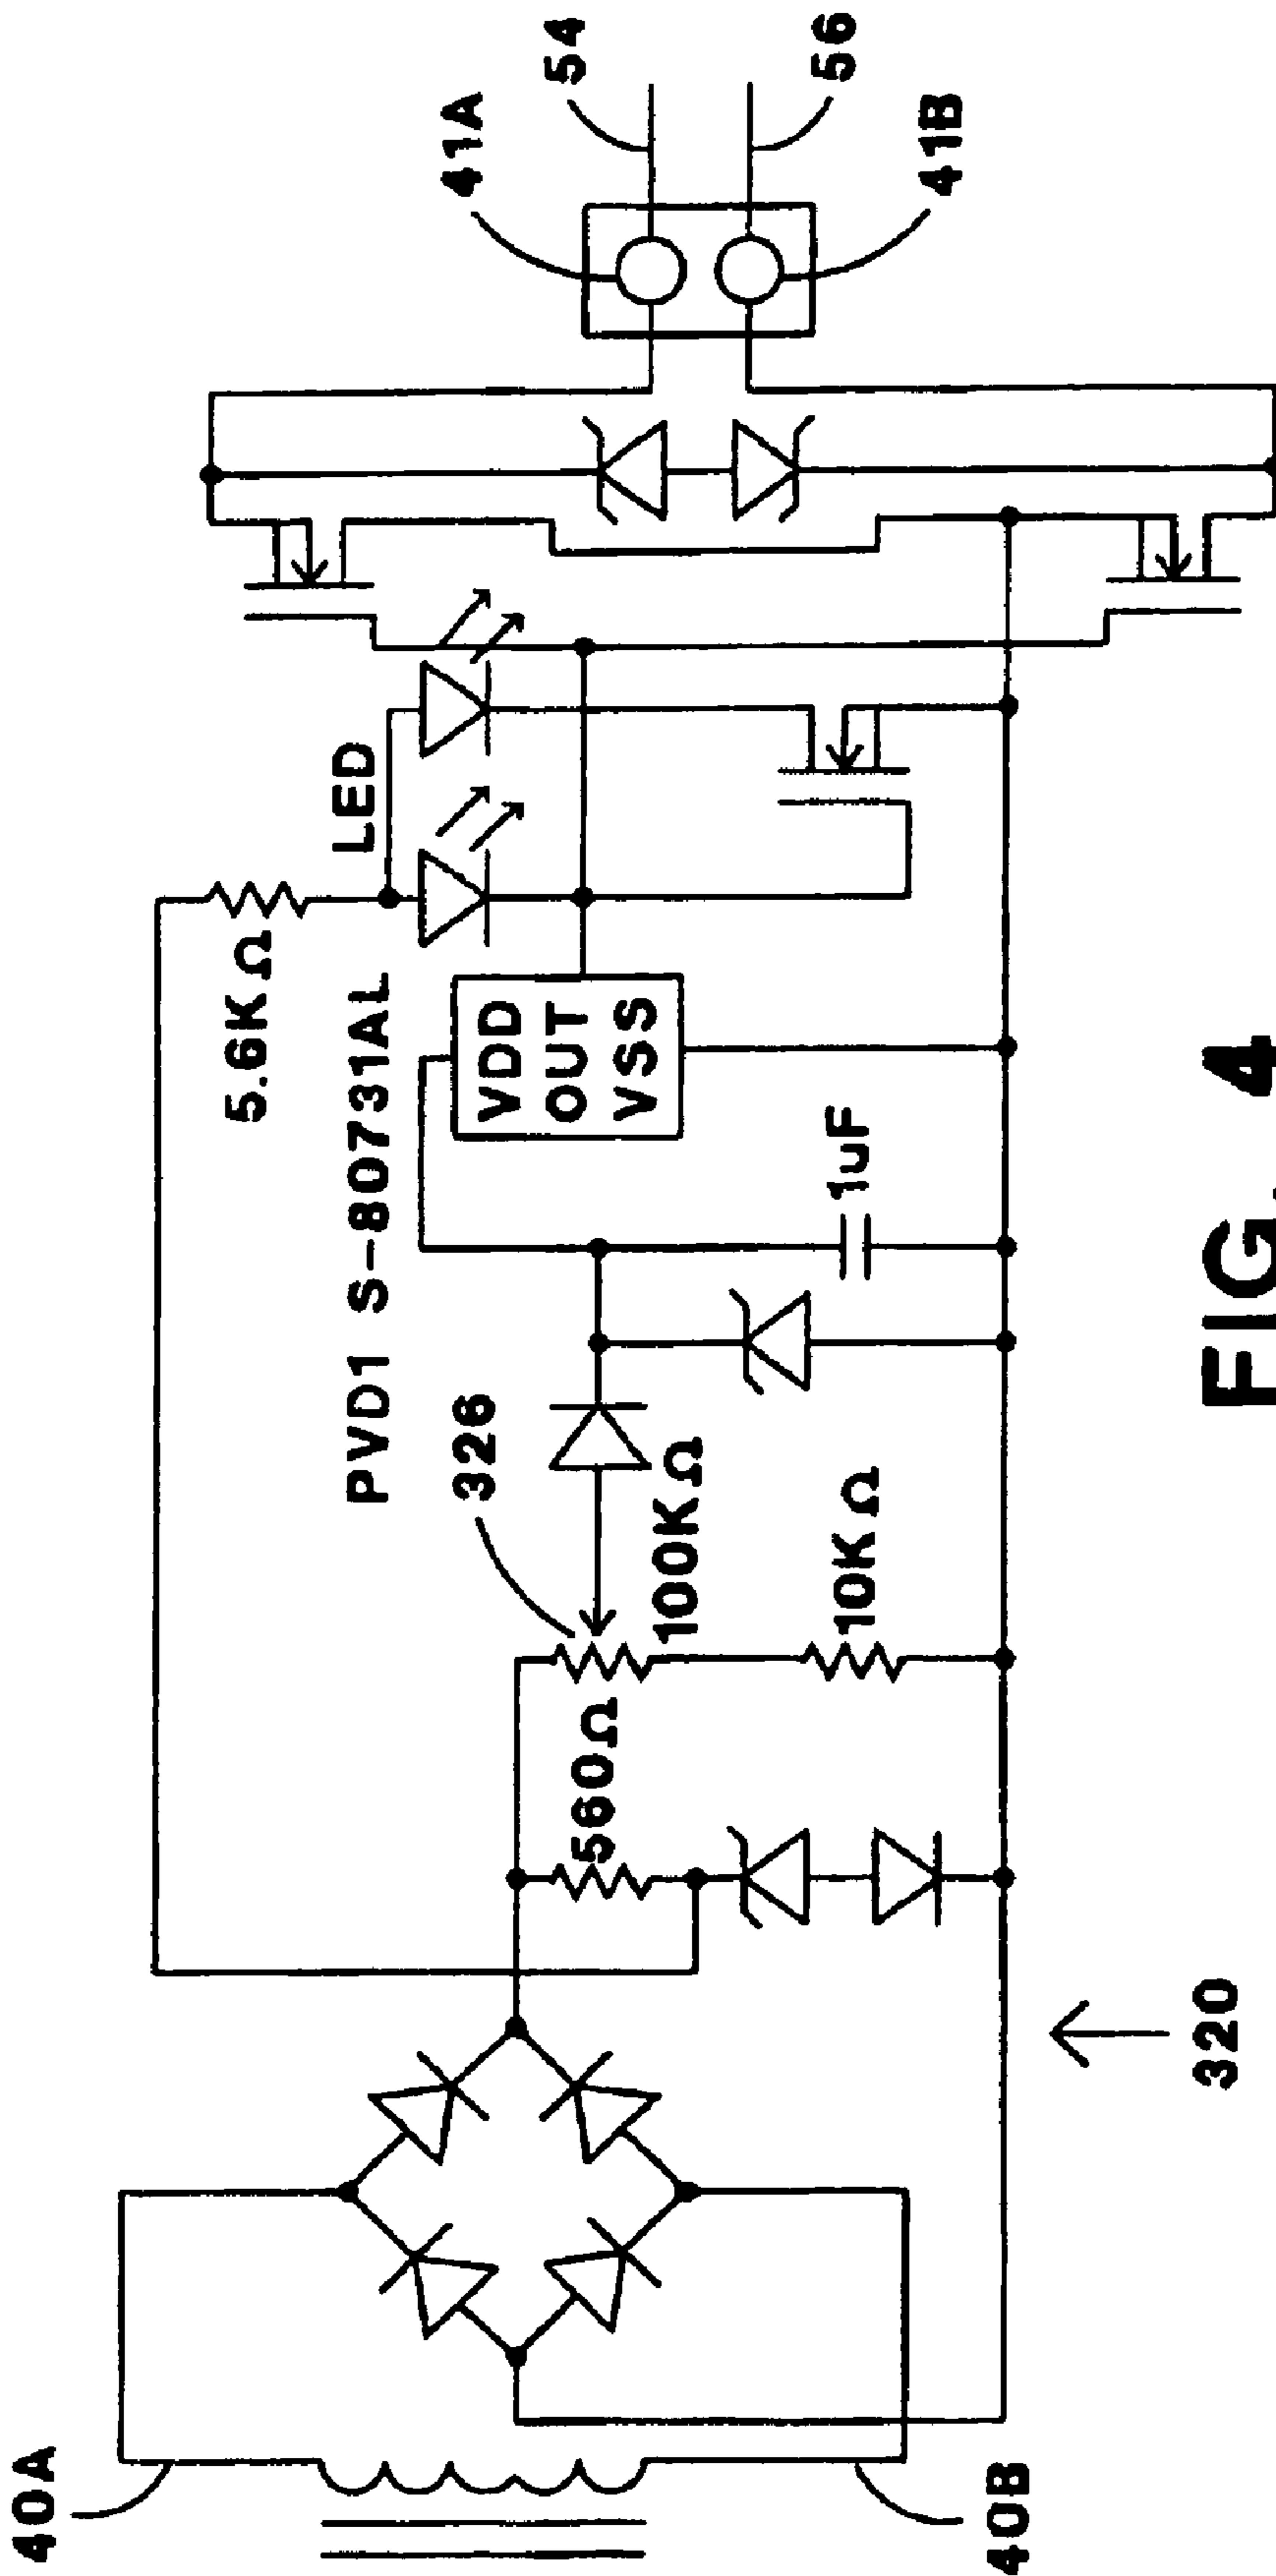 40A
40B
320
560Ω
326
100KΩ
10KΩ
PVD1 S-80731AL
1uF
VDD
OUT
VSS
5.6KΩ
LED
41A
54
56
41B
FIG. 4